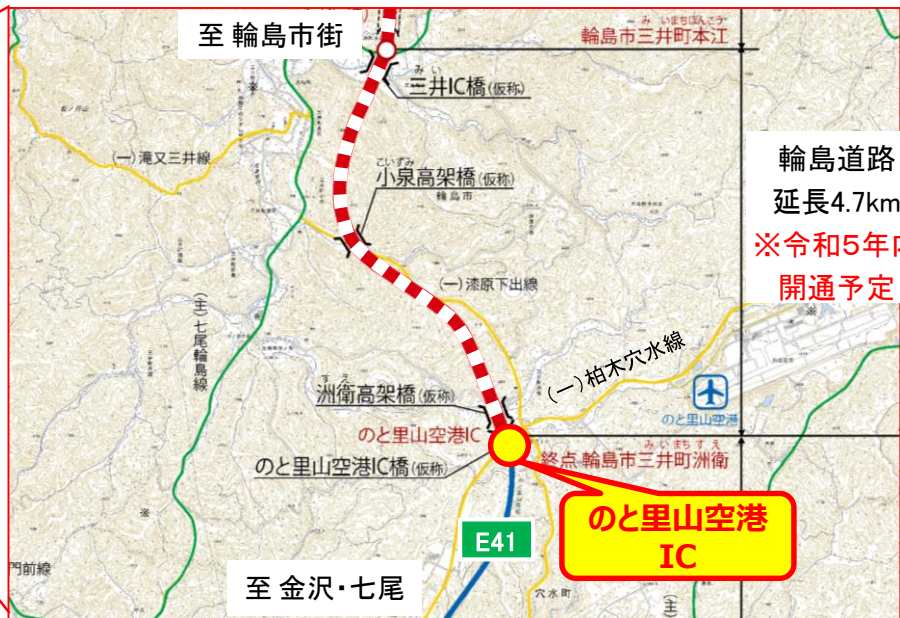 至 輪島市街
み いまちほんごう
輪島市三井町本江
みい
三井IC橋(仮称)
(一)滝又三井線
こいずみ
小泉高架橋(仮称)
輪島市
輪島道路
延長4.7km
※令和5年内
開通予定
(一)漆原下出線
(主)七尾輪島線
(一)柏木穴水線
すえ
洲衛高架橋(仮称)
のと里山空港
のと里山空港IC
み い まち す え
終点 輪島市三井町洲衛
のと里山空港IC橋(仮称)
のと里山空港
IC
E41
門前線
至 金沢・七尾
穴水町
(主)